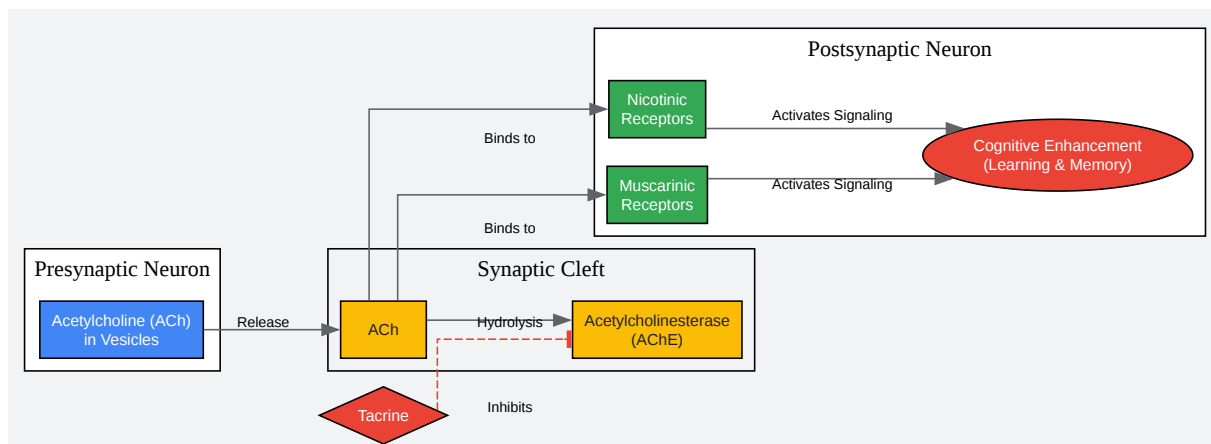 Postsynaptic Neuron
Nicotinic
Receptors
Activates Signaling
Binds to
Cognitive Enhancement
(Learning & Memory)
Muscarinic
Receptors
Activates Signaling
Binds to
Presynaptic Neuron
Synaptic Cleft
Acetylcholine (ACh)
in Vesicles
Release
ACh
Hydrolysis
Acetylcholinesterase
(AChE)
Tacrine
Inhibits